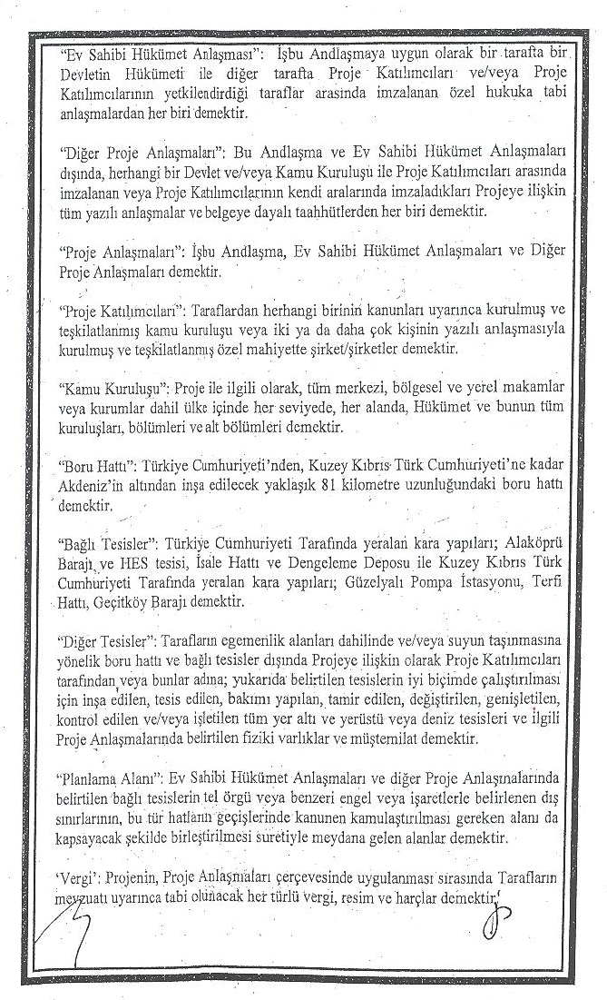 “Ev Sahibi Hükümet Anlaşması”: İşbu Andlaşmaya uygun olarak bir tarafta bir
Devletin Hükümeti ile diğer tarafta Proje Katılımcıları ve/veya Proje
Katılımcılarının yetkilendirdiği taraflar arasında imzalanan özel hukuka tabi
anlaşmalardan her biri demektir.
“Diğer Proje Anlaşmaları”: Bu Andlaşma ve Ev Sahibi Hükümet Anlaşmaları
dışında, herhangi bir Devlet ve/veya Kamu Kuruluşu ile Proje Katılımcıları arasında
imzalanan veya Proje Katılımcılarının kendi aralarında imzaladıkları Projeye ilişkin
tüm yazılı anlaşmalar ve belgeye dayalı taahhütlerden her biri demektir.
“Proje Anlaşmaları”: İşbu Andlaşma, Ev Sahibi Hükümet Anlaşmaları ve Diğer
Proje Anlaşmaları demektir.
“Proje Katılımcıları”: Taraflardan herhangi birinin kanunları uyarınca kurulmuş ve
teşkilatlanmış kamu kuruluşu veya iki ya da daha çok kişinin yazılı anlaşmasıyla
kurulmuş ve teşkilatlanmış özel mahiyette şirket/şirketler demektir.
“Kamu Kuruluşu”: Proje ile ilgili olarak, tüm merkezi, bölgesel ve yerel makamlar
veya kurumlar dahil ülke içinde her seviyede, her alanda, Hükümet ve bunun tüm
kuruluşları, bölümleri ve alt bölümleri demektir.
“Boru Hattı”: Türkiye Cumhuriyeti’nden, Kuzey Kıbrıs Türk Cumhuriyeti’ne kadar
Akdeniz’in altından inşa edilecek yaklaşık 81 kilometre uzunluğundaki boru hattı
demektir.
“Bağlı Tesisler”: Türkiye Cumhuriyeti Tarafında yeralan kara yapıları; Alaköprü
Barajı ve HES tesisi, İsale Hattı ve Dengeleme Deposu ile Kuzey Kıbrıs Türk
Cumhuriyeti Tarafında yeralan kara yapıları; Güzelyalı Pompa İstasyonu, Terfi
Hattı, Geçitköy Barajı demektir.
“Diğer Tesisler”: Tarafların egemenlik alanları dahilinde ve/veya suyun taşınmasına
yönelik boru hattı ve bağlı tesisler dışında Projeye ilişkin olarak Proje Katılımcıları
tarafından veya bunlar adına; yukarıda belirtilen tesislerin iyi biçimde çalıştırılması
için inşa edilen, tesis edilen, bakımı yapılan, tamir edilen, değiştirilen, genişletilen,
kontrol edilen ve/veya işletilen tüm yer altı ve yerüstü veya deniz tesisleri ve ilgili
Proje Anlaşmalarında belirtilen fiziki varlıklar ve müştemilat demektir.
“Planlama Alanı”: Ev Sahibi Hükümet Anlaşmaları ve diğer Proje Anlaşmalarında
belirtilen bağlı tesislerin tel örgü veya benzeri engel veya işaretlerle belirlenen dış
sınırlarının, bu tür hatların geçişlerinde kanunen kamulaştırılması gereken alanı da
kapsayacak şekilde birleştirilmesi suretiyle meydana gelen alanlar demektir.
‘Vergi’: Projenin, Proje Anlaşmaları çerçevesinde uygulanması sırasında Tarafların
mevzuatı uyarınca tabi olunacak her türlü vergi, resim ve harçlar demektir.